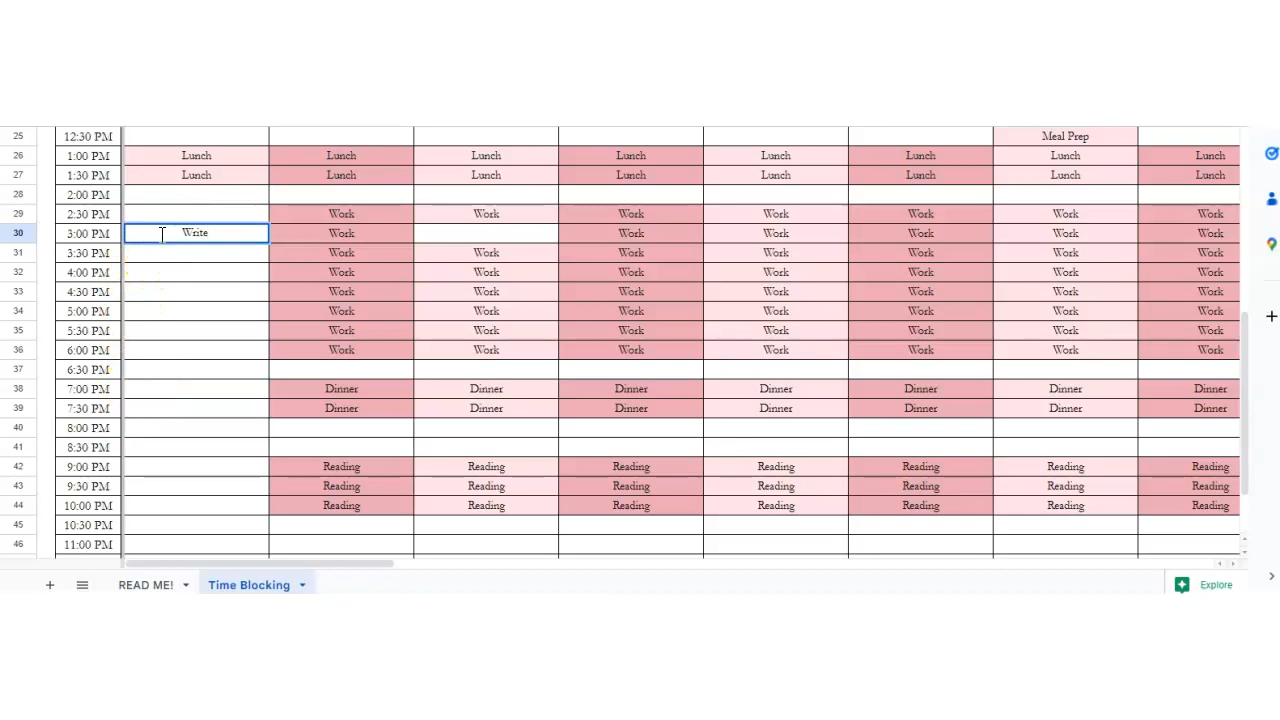 25 12:30 PM Meal Prep
26 1:00 PM Lunch Lunch Lunch Lunch Lunch Lunch Lunch Lunch
27 1:30 PM Lunch Lunch Lunch Lunch Lunch Lunch Lunch Lunch
28 2:00 PM
29 2:30 PM Work Work Work Work Work Work Work
30 3:00 PM Write Work Work Work Work Work Work
31 3:30 PM Work Work Work Work Work Work Work
32 4:00 PM Work Work Work Work Work Work Work
33 4:30 PM Work Work Work Work Work Work Work
34 5:00 PM Work Work Work Work Work Work Work
35 5:30 PM Work Work Work Work Work Work Work
36 6:00 PM Work Work Work Work Work Work Work
37 6:30 PM
38 7:00 PM Dinner Dinner Dinner Dinner Dinner Dinner Dinner
39 7:30 PM Dinner Dinner Dinner Dinner Dinner Dinner Dinner
40 8:00 PM
41 8:30 PM
42 9:00 PM Reading Reading Reading Reading Reading Reading Reading
43 9:30 PM Reading Reading Reading Reading Reading Reading Reading
44 10:00 PM Reading Reading Reading Reading Reading Reading Reading
45 10:30 PM
46 11:00 PM
READ ME! Time Blocking Explore